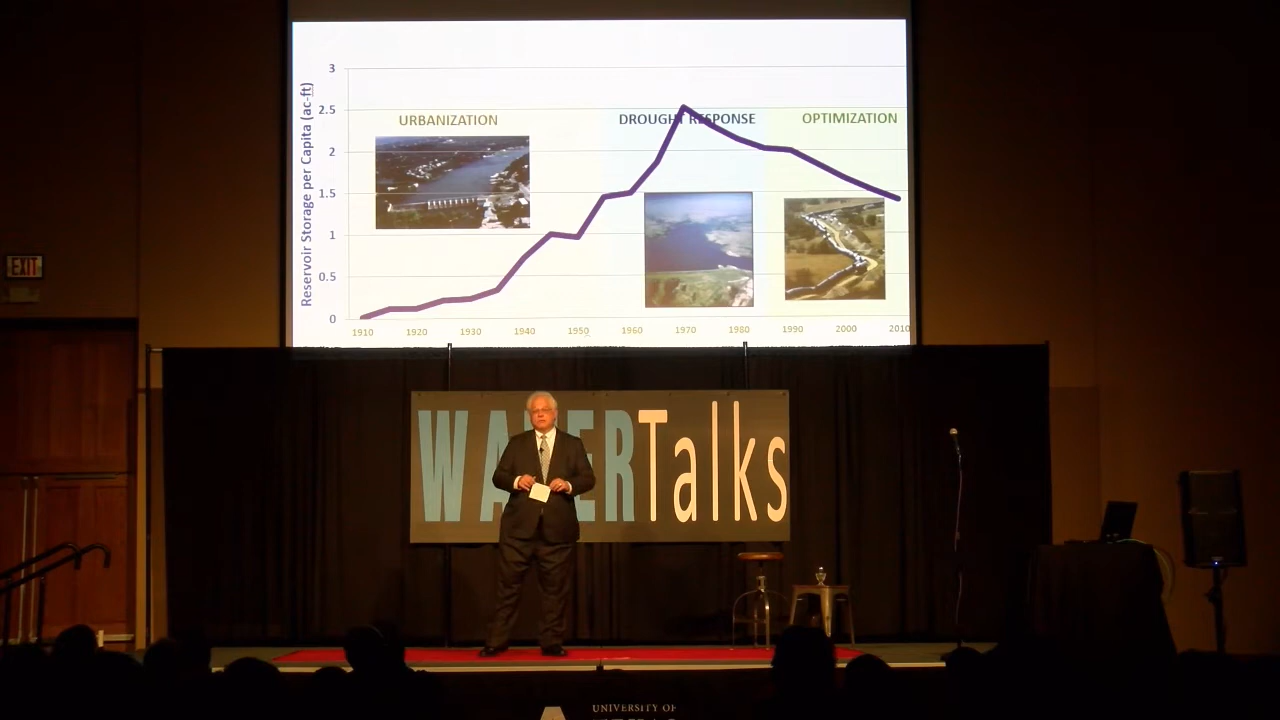 3
2.5
2
1.5
1
0.5
0
Reservoir Storage per Capita (ac-ft)
URBANIZATION
DROUGHT RESPONSE
OPTIMIZATION
1910 1920 1930 1940 1950 1960 1970 1980 1990 2000 2010
EXIT
WATERTalks
UNIVERSITY OF